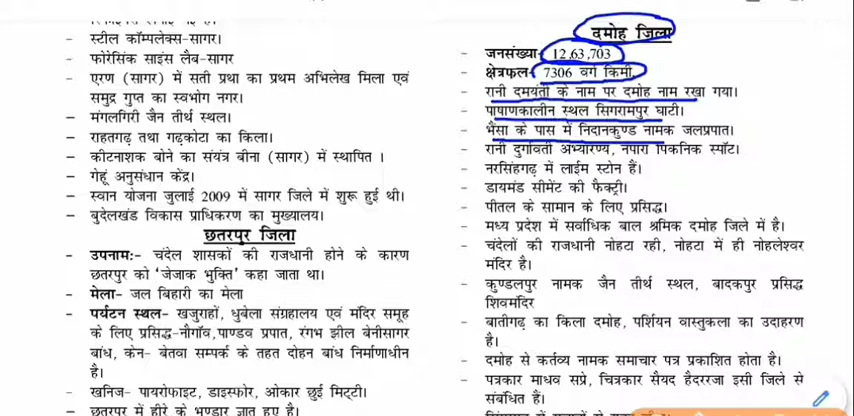 – स्टील कॉम्पलेक्स-सागर।
– फोरेसिंक साइंस लैब-सागर
– एरण (सागर) में सती प्रथा का प्रथम अभिलेख मिला एवं
समुद्र गुप्त का स्वभोग नगर।
– मंगलगिरी जैन तीर्थ स्थल।
– राहतगढ़ तथा गढ़कोटा का किला।
– कीटनाशक बोने का संयंत्र बीना (सागर) में स्थापित ।
– गेहूं अनुसंधान केंद्र।
– स्वान योजना जुलाई 2009 में सागर जिले में शुरू हुई थी।
– बुदेलखंड विकास प्राधिकरण का मुख्यालय।
छतरपुर जिला
– उपनामः- चंदेल शासकों की राजधानी होने के कारण
छतरपुर को 'जेजाक भुक्ति' कहा जाता था।
– मेला- जल बिहारी का मेला
– पर्यटन स्थल- खजुराहों, धुबेला संग्रहालय एवं मंदिर समूह
के लिए प्रसिद्ध-नौगॉव, पाण्डव प्रपात, रंगभ झील बेनीसागर
बांध, केन- बेतवा सम्पर्क के तहत दोहन बांध निर्माणाधीन
है।
– खनिज- पायरोफाइट, डाइस्फोर, ओकार छुई मिट्टी।
– छतरपुर में हीरे के भण्डार ज्ञात हुए है।
दमोह जिला
– जनसंख्या 12,63,703
– क्षेत्रफल 7306 वर्ग किमी.
– रानी दमयंती के नाम पर दमोह नाम रखा गया।
– पाषाणकालीन स्थल सिगरामपुर घाटी।
– भैंसा के पास में निदानकुण्ड नामक जलप्रपात।
– रानी दुर्गावती अभ्यारण्य, नपारा पिकनिक स्पॉट।
– नरसिंहगढ़ में लाईम स्टोन हैं।
– डायमंड सीमेंट की फैक्ट्री।
– पीतल के सामान के लिए प्रसिद्ध।
– मध्य प्रदेश में सर्वाधिक बाल श्रमिक दमोह जिले में है।
– चंदेलों की राजधानी नोहटा रही, नोहटा में ही नोहलेश्वर
मंदिर है।
– कुण्डलपुर नामक जैन तीर्थ स्थल, बादकपुर प्रसिद्ध
शिवमंदिर
– बातीगढ़ का किला दमोह, पर्शियन वास्तुकला का उदाहरण
है।
– दमोह से कर्तव्य नामक समाचार पत्र प्रकाशित होता है।
– पत्रकार माधव सप्रे, चित्रकार सैयद हैदररजा इसी जिले से
संबंधित हैं।